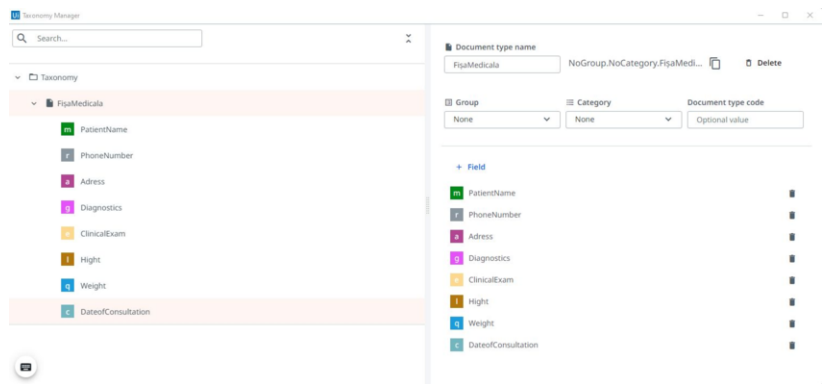 Ui Taxonomy Manager
Search...
Taxonomy
FișaMedicala
m PatientName
r PhoneNumber
a Adress
g Diagnostics
e ClinicalExam
l Hight
q Weight
c DateofConsultation
Document type name
FișaMedicala NoGroup.NoCategory.FișaMedi... Delete
Group Category Document type code
None None Optional value
+ Field
m PatientName
r PhoneNumber
a Adress
g Diagnostics
e ClinicalExam
l Hight
q Weight
c DateofConsultation